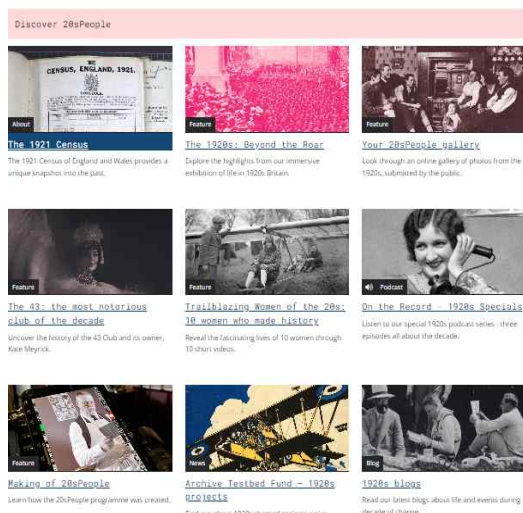 Discover 20sPeople
CENSUS, ENGLAND, 1921.
About
Feature
Feature
The 1921 Census
The 1920s: Beyond the Roar
Your 20sPeople gallery
The 1921 Census of England and Wales provides a
unique snapshot into the past.
Explore the highlights from our immersive
exhibition of life in 1920s Britain.
Look through an online gallery of photos from the
1920s, submitted by the public.
Feature
Feature
Podcast
The 43: the most notorious
club of the decade
Trailblazing Women of the 20s:
10 women who made history
On the Record - 1920s Specials
Uncover the history of the 43 Club and its owner,
Kate Meyrick.
Reveal the fascinating lives of 10 women through
10 short videos.
Listen to our special 1920s podcast series - three
episodes all about the decade.
Feature
News
Blog
Making of 20sPeople
Archive Testbed Fund – 1920s
projects
1920s blogs
Learn how the 20sPeople programme was created.
Read our latest blogs about life and events during
decade of change.